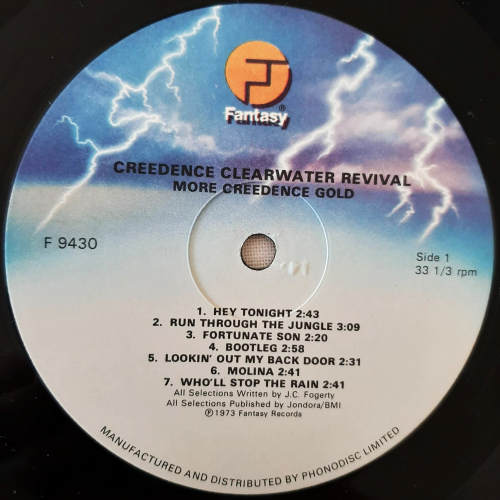 Fantasy®
CREEDENCE CLEARWATER REVIVAL
MORE CREEDENCE GOLD
F 9430
Side 1
33 1/3 rpm
1. HEY TONIGHT 2:43
2. RUN THROUGH THE JUNGLE 3:09
3. FORTUNATE SON 2:20
4. BOOTLEG 2:58
5. LOOKIN' OUT MY BACK DOOR 2:31
6. MOLINA 2:41
7. WHO'LL STOP THE RAIN 2:41
All Selections Written by J.C. Fogerty
All Selections Published by Jondora/BMI
℗1973 Fantasy Records
MANUFACTURED AND DISTRIBUTED BY PHONODISC LIMITED